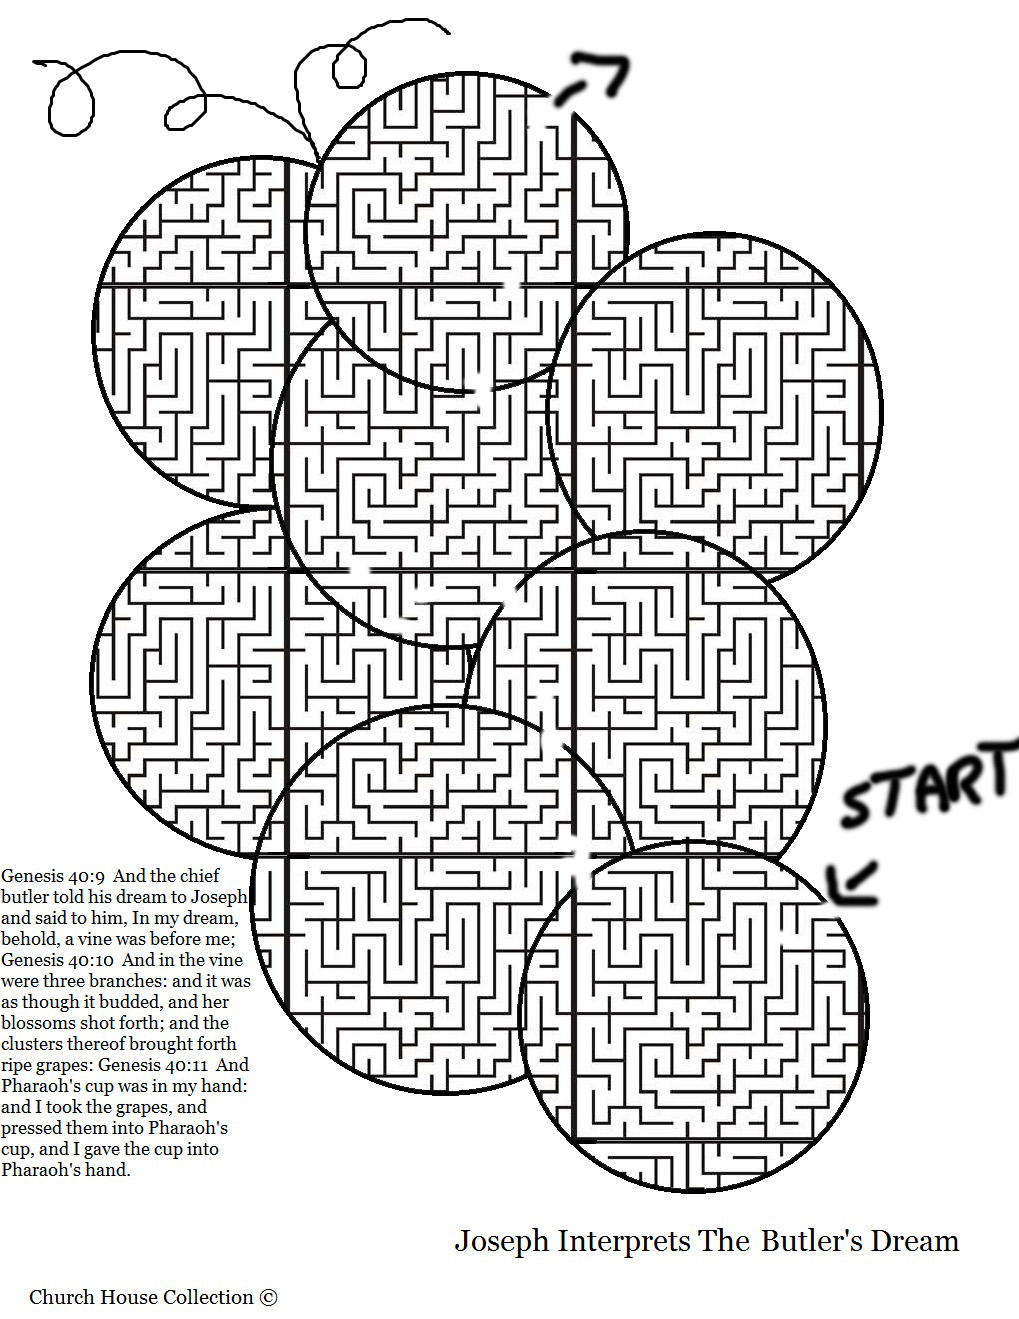 START
Genesis 40:9  And the chief
butler told his dream to Joseph
and said to him, In my dream,
behold, a vine was before me;
Genesis 40:10  And in the vine
were three branches: and it was
as though it budded, and her
blossoms shot forth; and the
clusters thereof brought forth
ripe grapes: Genesis 40:11  And
Pharaoh's cup was in my hand:
and I took the grapes, and
pressed them into Pharaoh's
cup, and I gave the cup into
Pharaoh's hand.
Joseph Interprets The Butler's Dream
Church House Collection ©